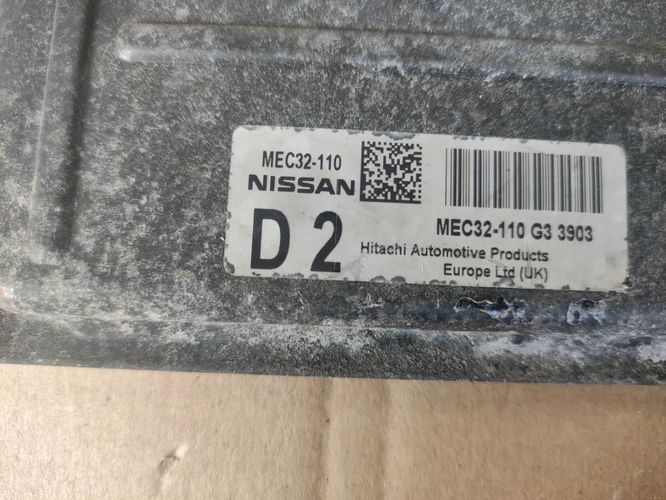 MEC32-110
NISSAN
D 2
MEC32-110 G3 3903
Hitachi Automotive Products
Europe Ltd (UK)